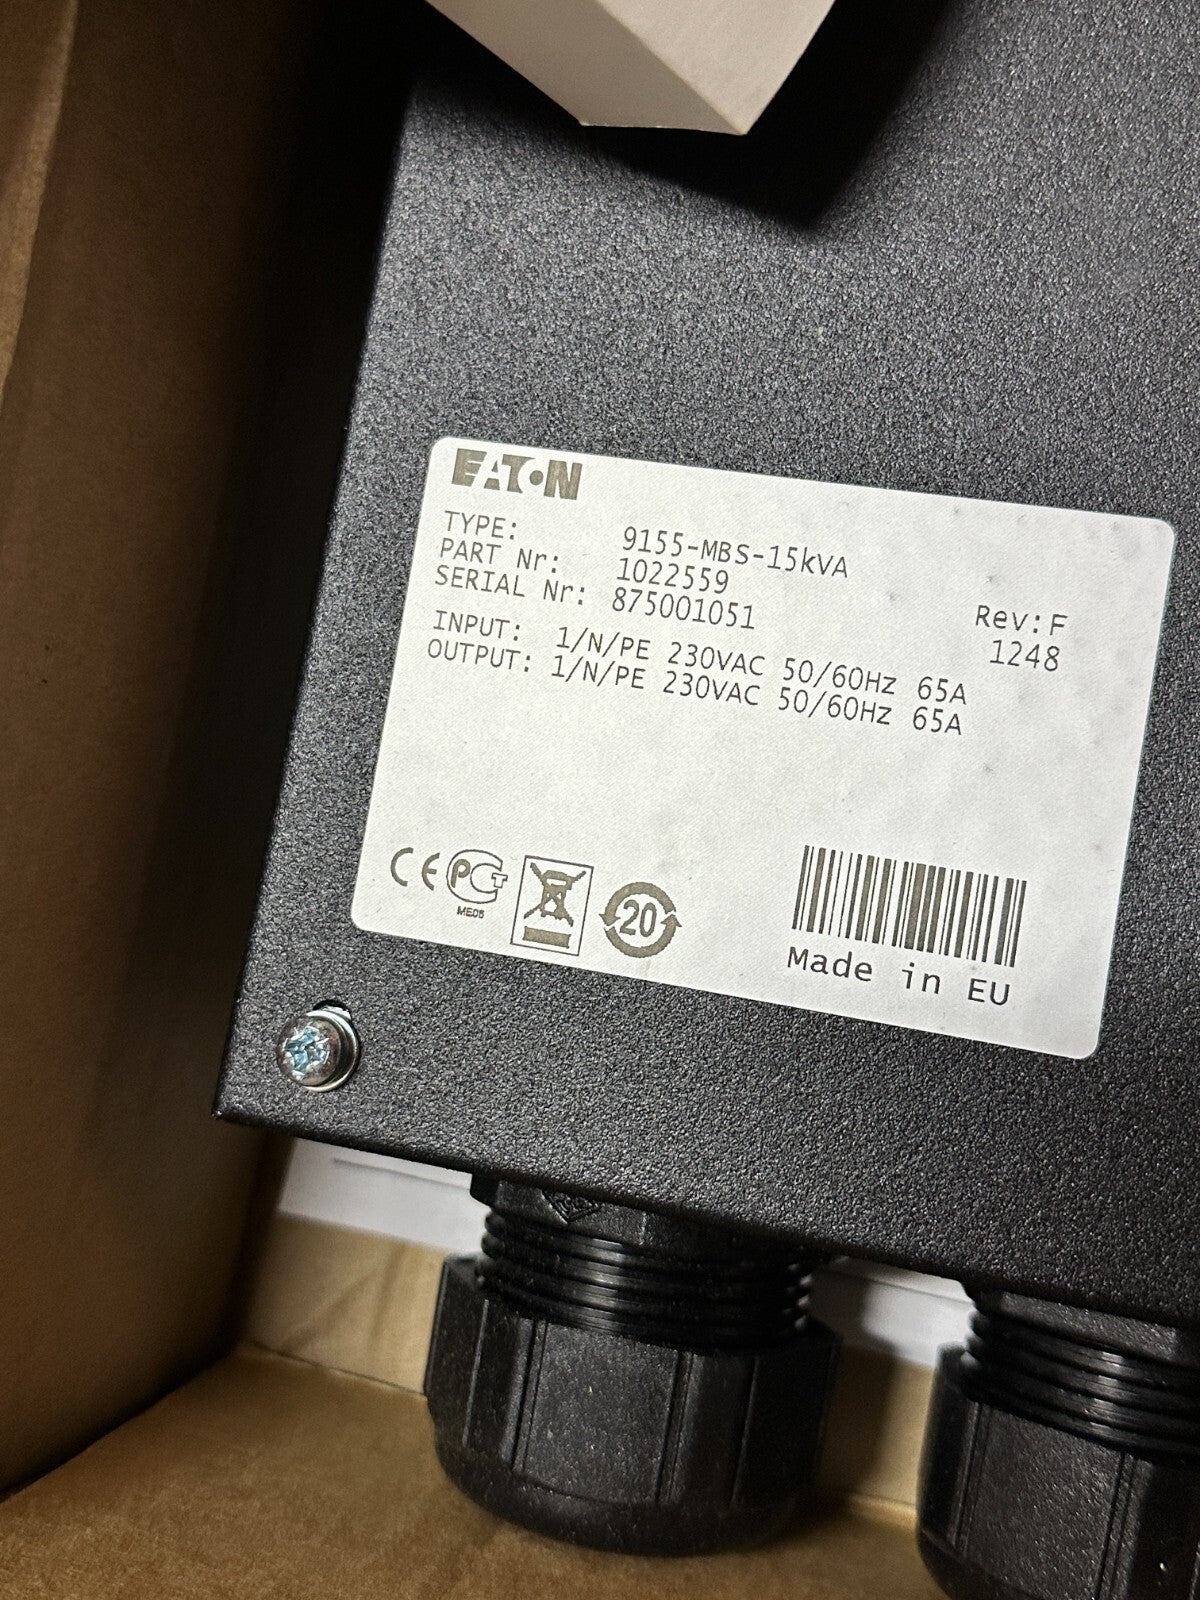 EATON
TYPE: 9155-MBS-15kVA
PART Nr: 1022559 Rev:F
SERIAL Nr: 875001051 1248
INPUT: 1/N/PE 230VAC 50/60Hz 65A
OUTPUT: 1/N/PE 230VAC 50/60Hz 65A
CE PCT 20
ME05
Made in EU